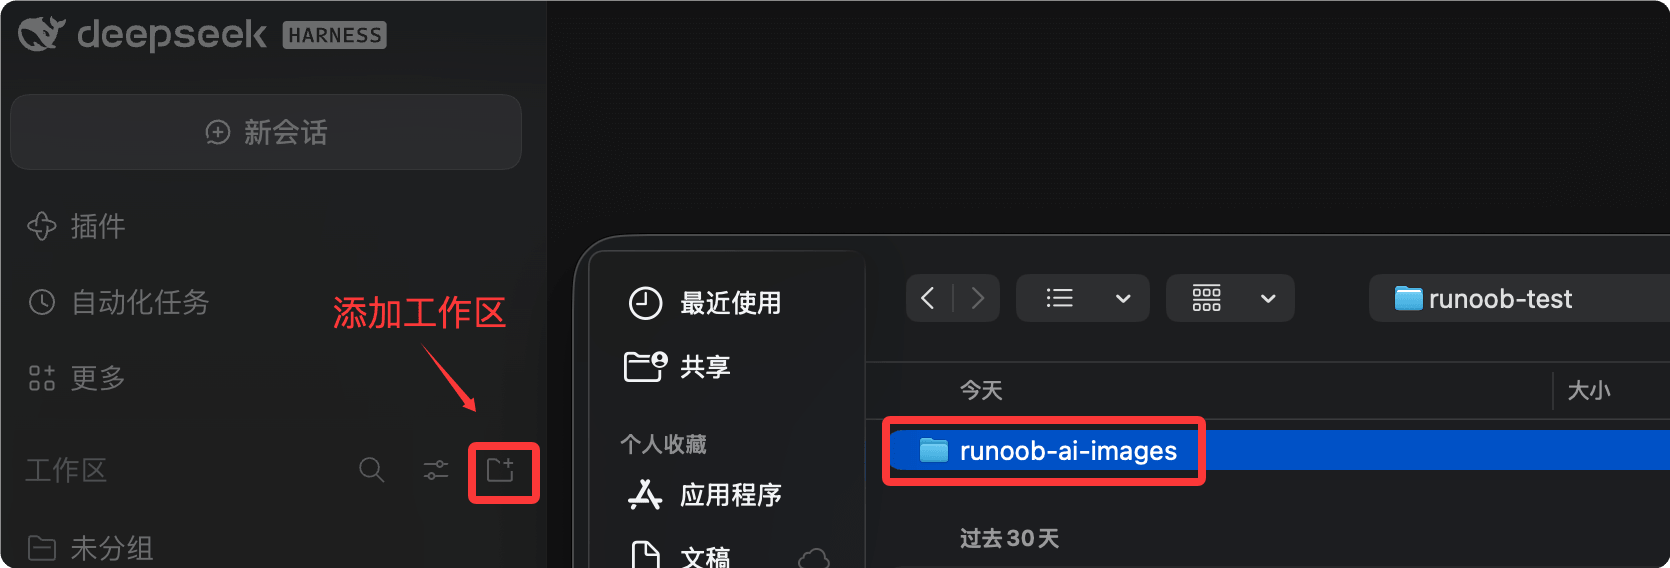 deepseek HARNESS
新会话
插件
自动化任务
更多
添加工作区
工作区
未分组
最近使用
共享
个人收藏
应用程序
文稿
runoob-test
今天
大小
runoob-ai-images
过去30天